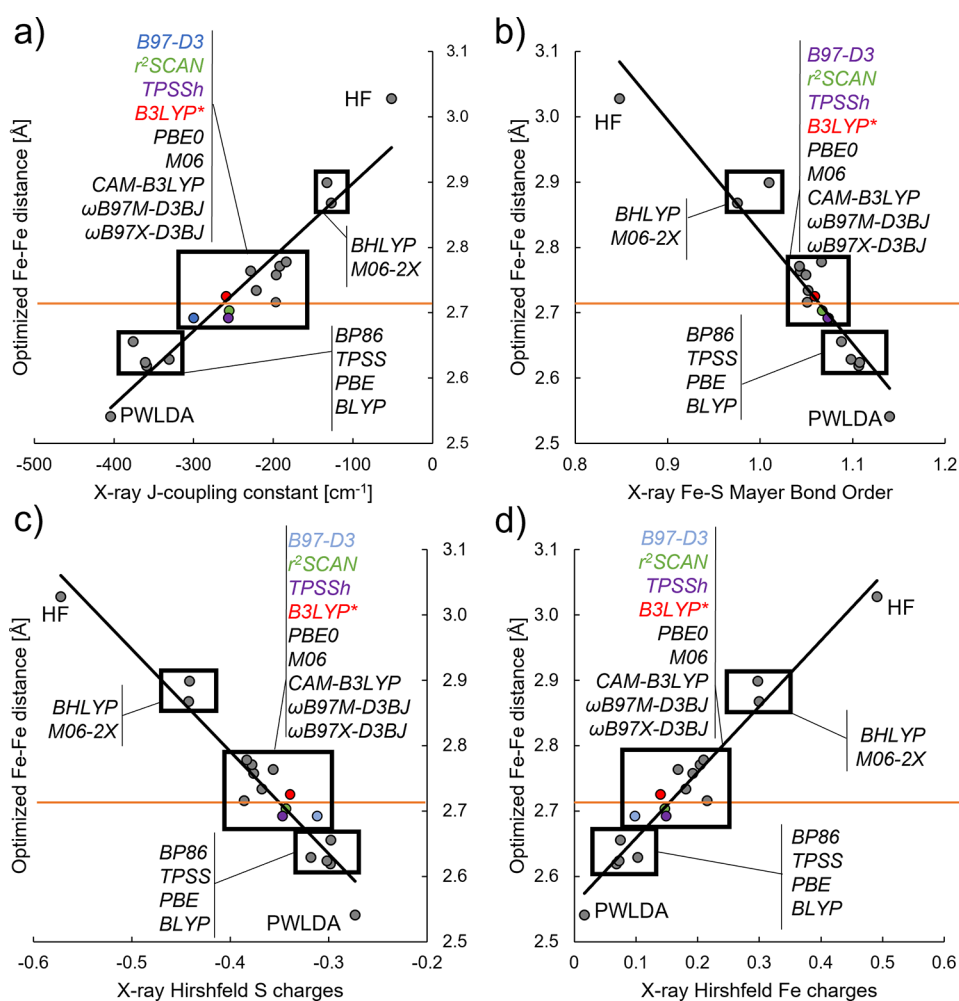 a)
B97-D3
r²SCAN
TPSSh
B3LYP*
PBE0
M06
CAM-B3LYP
ωB97M-D3BJ
ωB97X-D3BJ
HF
BHLYP
M06-2X
BP86
TPSS
PBE
BLYP
PWLDA
3.1
3.0
2.9
2.8
2.7
2.6
2.5
Optimized Fe-Fe distance [Å]
-500 -400 -300 -200 -100 0
X-ray J-coupling constant [cm⁻¹]
b)
3.1
3.0
2.9
2.8
2.7
2.6
2.5
Optimized Fe-Fe distance [Å]
HF
B97-D3
r²SCAN
TPSSh
B3LYP*
PBE0
M06
CAM-B3LYP
ωB97M-D3BJ
ωB97X-D3BJ
BHLYP
M06-2X
BP86
TPSS
PBE
BLYP
PWLDA
0.8 0.9 1.0 1.1 1.2
X-ray Fe-S Mayer Bond Order
c)
B97-D3
r²SCAN
TPSSh
B3LYP*
PBE0
M06
CAM-B3LYP
ωB97M-D3BJ
ωB97X-D3BJ
HF
BHLYP
M06-2X
BP86
TPSS
PBE
BLYP
PWLDA
3.1
3.0
2.9
2.8
2.7
2.6
2.5
Optimized Fe-Fe distance [Å]
-0.6 -0.5 -0.4 -0.3 -0.2
X-ray Hirshfeld S charges
d)
3.1
3.0
2.9
2.8
2.7
2.6
2.5
Optimized Fe-Fe distance [Å]
B97-D3
r²SCAN
TPSSh
B3LYP*
PBE0
M06
CAM-B3LYP
ωB97M-D3BJ
ωB97X-D3BJ
HF
BHLYP
M06-2X
BP86
TPSS
PBE
BLYP
PWLDA
0 0.1 0.2 0.3 0.4 0.5 0.6
X-ray Hirshfeld Fe charges